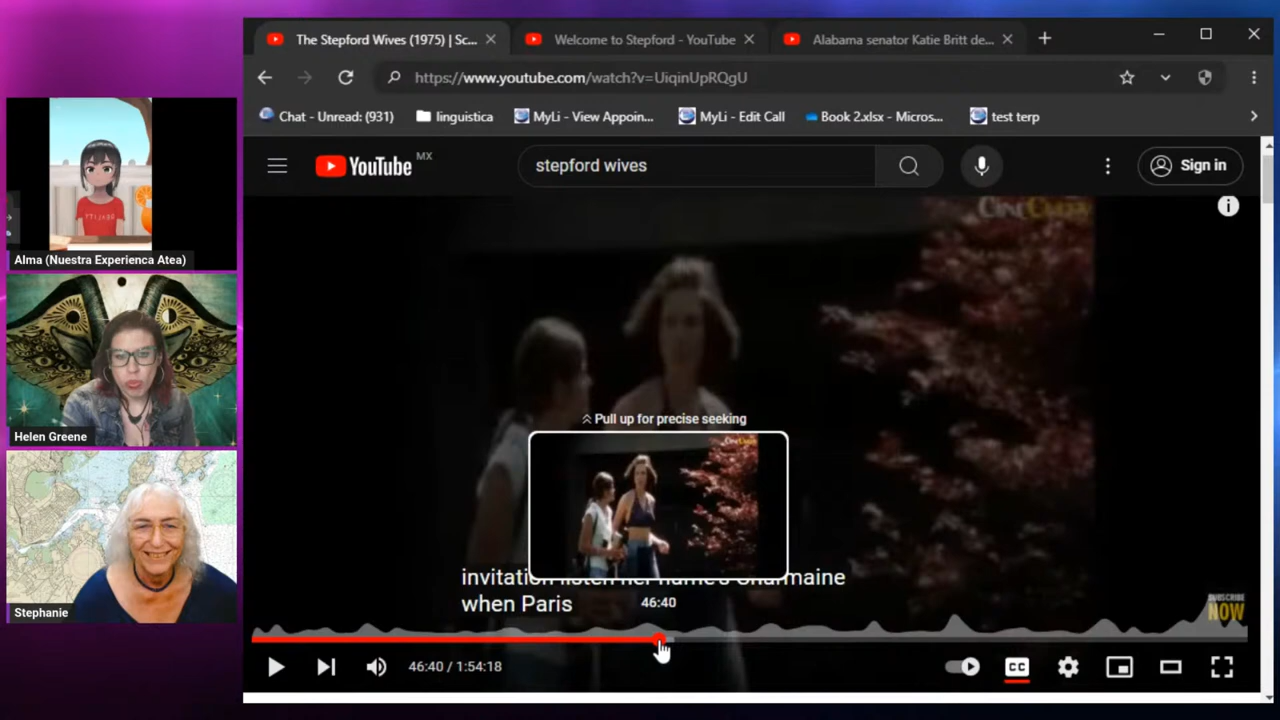 The Stepford Wives (1975) | Sc...
Welcome to Stepford - YouTube
Alabama senator Katie Britt de...
https://www.youtube.com/watch?v=UiqinUpRQgU
Chat - Unread: (931)
linguistica
MyLi - View Appoin...
MyLi - Edit Call
Book 2.xlsx - Micros...
test terp
YouTube MX
stepford wives
Sign in
Alma (Nuestra Experienca Atea)
Helen Greene
Stephanie
Pull up for precise seeking
invitation listen her name's Charmaine
when Paris
46:40
SUBSCRIBE
NOW
46:40 / 1:54:18
CC